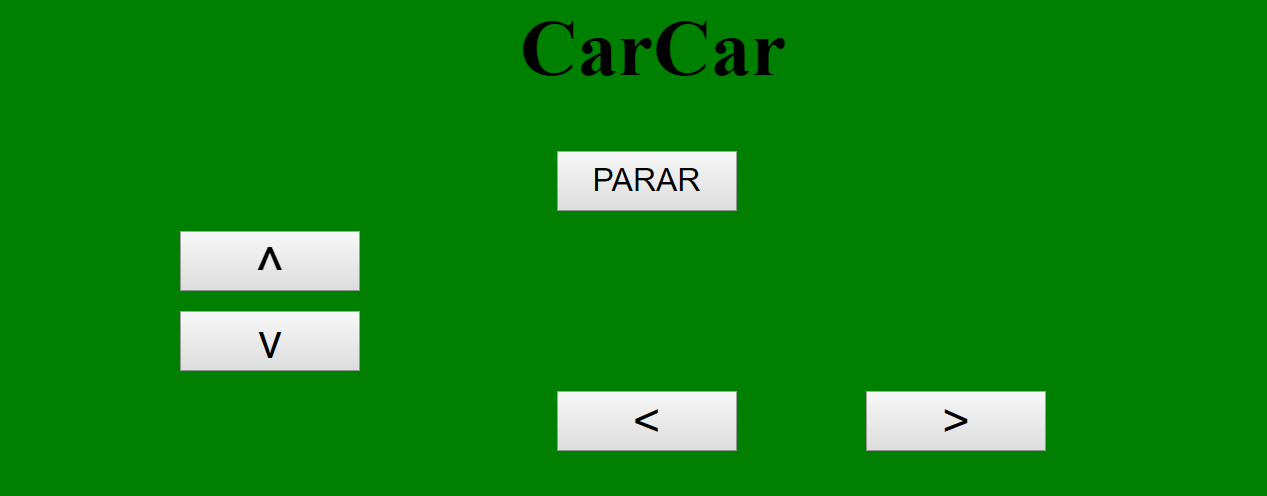 CarCar
PARAR
^
v
< >